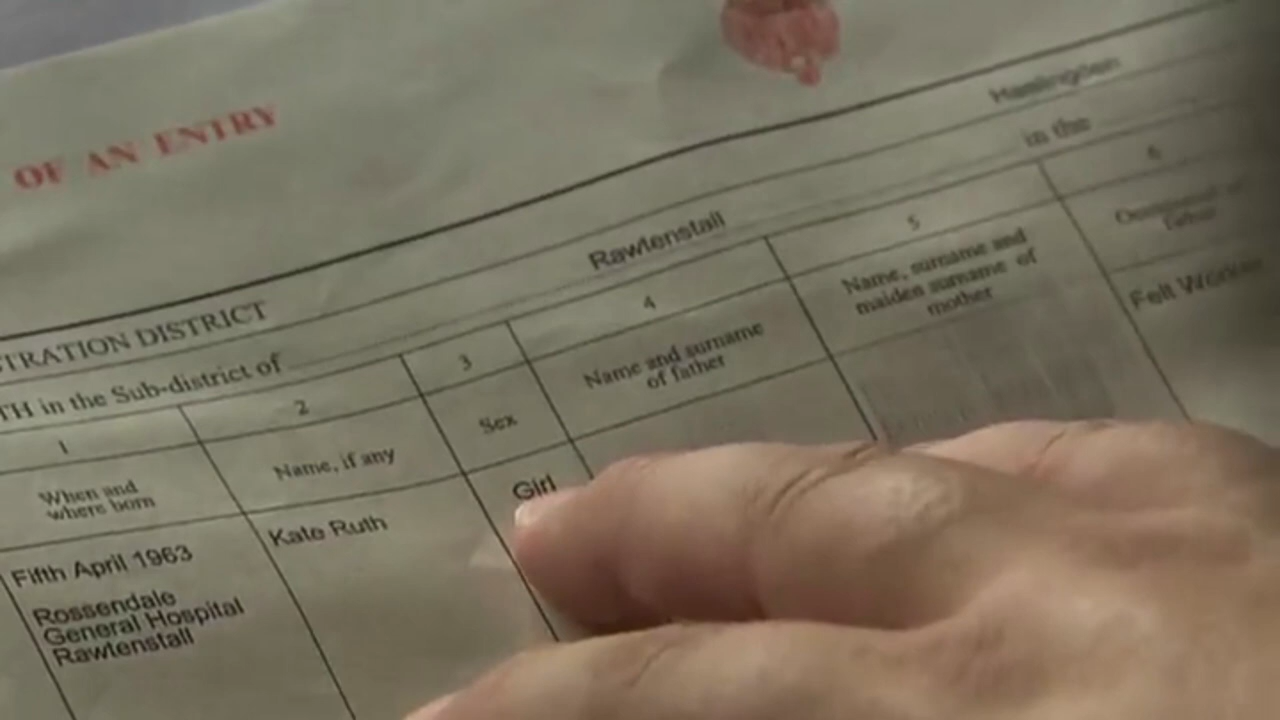 OF AN ENTRY
Haslingden
STRATION DISTRICT
Rawtenstall
in the
TH in the Sub-district of
1
2
3
4
5
6
When and
where born
Name, if any
Sex
Name and surname
of father
Name, surname and
maiden surname of
mother
Occupation of
father
Fifth April 1963
Rossendale
General Hospital
Rawtenstall
Kate Ruth
Girl
Felt Worker